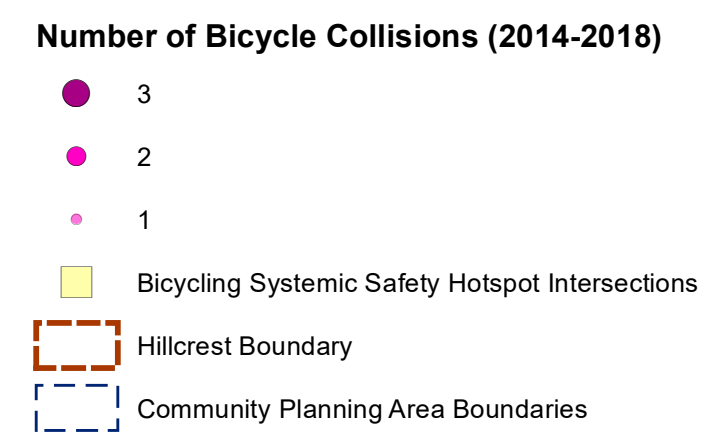 Number of Bicycle Collisions (2014-2018)
3
2
1
Bicycling Systemic Safety Hotspot Intersections
Hillcrest Boundary
Community Planning Area Boundaries